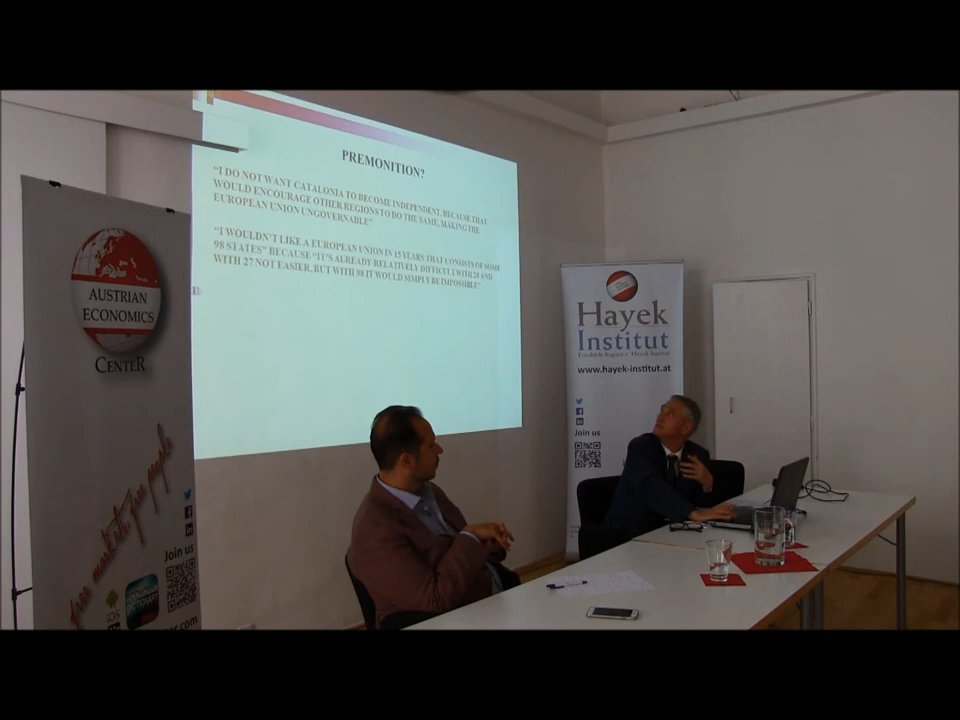 PREMONITION?
"I DO NOT WANT CATALONIA TO BECOME INDEPENDENT, BECAUSE THAT
WOULD ENCOURAGE OTHER REGIONS TO DO THE SAME, MAKING THE
EUROPEAN UNION UNGOVERNABLE"
"I WOULDN'T LIKE A EUROPEAN UNION IN 15 YEARS THAT CONSISTS OF SOME
98 STATES" BECAUSE "IT'S ALREADY RELATIVELY DIFFICULT WITH 28 AND
WITH 27 NOT EASIER, BUT WITH 98 IT WOULD SIMPLY BE IMPOSSIBLE"
AUSTRIAN
ECONOMICS
CENTER
free markets, free people
Join us
iOS
Hayek
Institut
Friedrich August v. Hayek Institut
www.hayek-institut.at
Join us